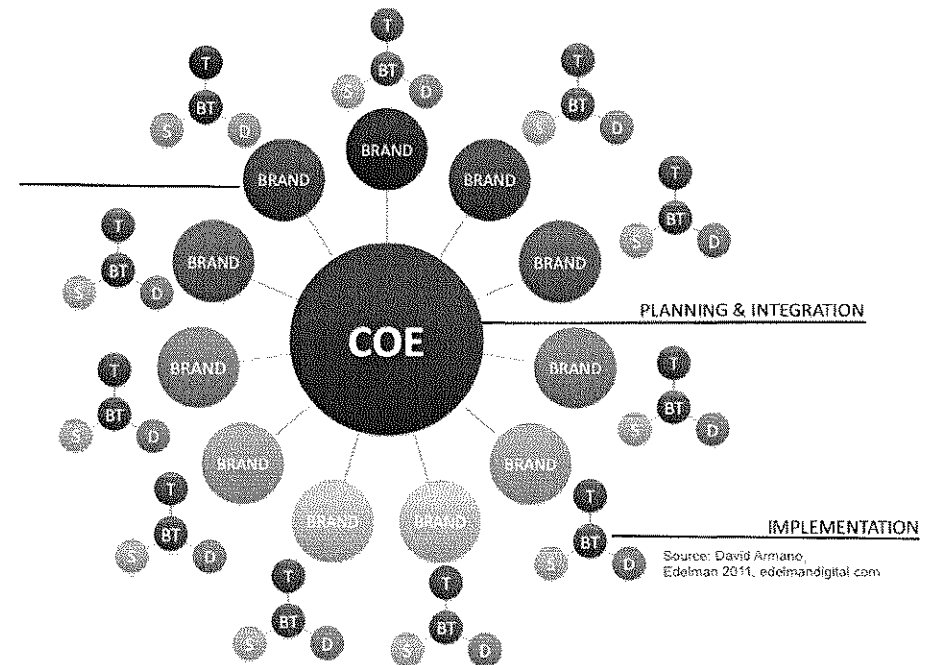 T
T
T
BT
S D
BT
BT
S D
S D
BRAND
T
BRAND
BRAND
BT
T
S D
BRAND
BRAND
BT
S D
PLANNING & INTEGRATION
COE
T
T
BRAND
BRAND
BT
BT
S D
S D
BRAND
BRAND
T
T
BRAND
BRAND
IMPLEMENTATION
BT
BT
S D
S D
Source: David Armano,
Edelman 2011, edelmandigital.com
T
T
BT
BT
S D
S D